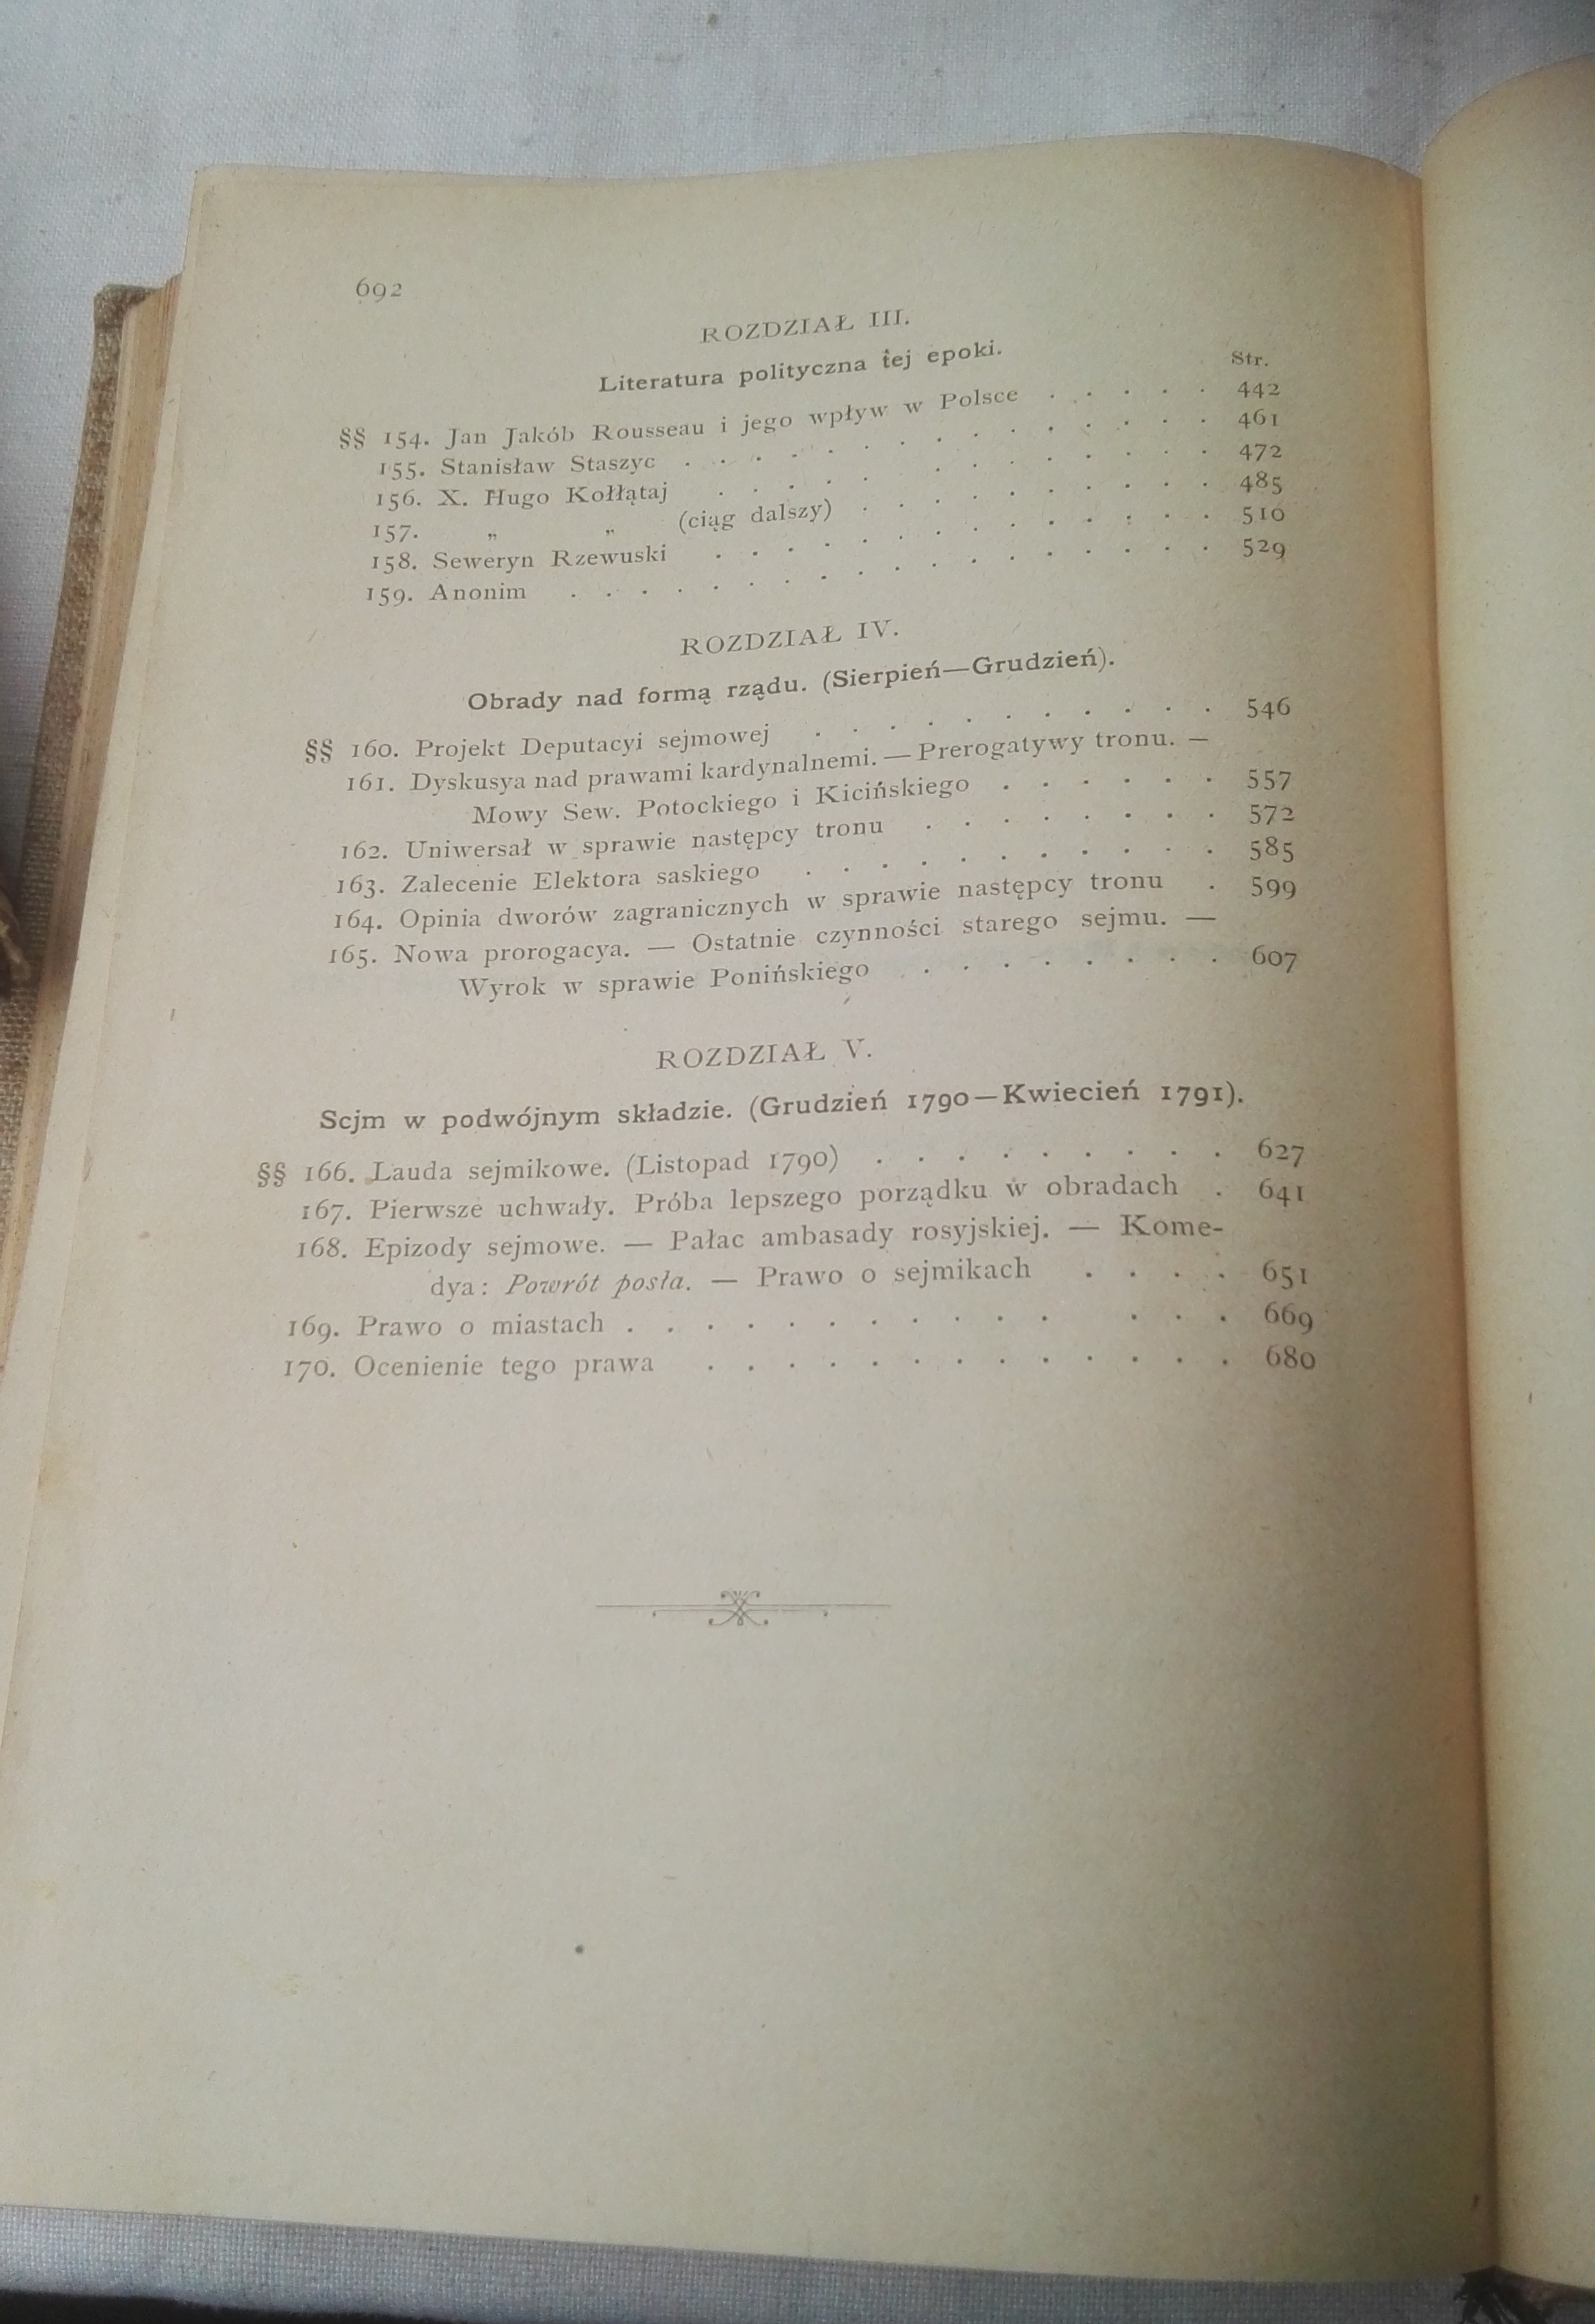 692
ROZDZIAŁ III.
Literatura polityczna tej epoki.
Str.
§§ 154. Jan Jakób Rousseau i jego wpływ w Polsce . . . . . 442
155. Stanisław Staszyc . . . . . . . . . . . . . . 461
156. X. Hugo Kołłątaj . . . . . . . . . . . . . 472
157. „ „ (ciąg dalszy) . . . . . . . . . . 485
158. Seweryn Rzewuski . . . . . . . . . . . . . . 510
159. Anonim . . . . . . . . . . . . . . . . . . 529
ROZDZIAŁ IV.
Obrady nad formą rządu. (Sierpień—Grudzień).
§§ 160. Projekt Deputacyi sejmowej . . . . . . . . . . . 546
161. Dyskusya nad prawami kardynalnemi. — Prerogatywy tronu. —
Mowy Sew. Potockiego i Kicińskiego . . . . . . 557
162. Uniwersał w sprawie następcy tronu . . . . . . . . 572
163. Zalecenie Elektora saskiego . . . . . . . . . . . 585
164. Opinia dworów zagranicznych w sprawie następcy tronu . 599
165. Nowa prorogacya. — Ostatnie czynności starego sejmu. —
Wyrok w sprawie Ponińskiego . . . . . . . . 607
ROZDZIAŁ V.
Scjm w podwójnym składzie. (Grudzień 1790—Kwiecień 1791).
§§ 166. Lauda sejmikowe. (Listopad 1790) . . . . . . . . . 627
167. Pierwsze uchwały. Próba lepszego porządku w obradach . 641
168. Epizody sejmowe. — Pałac ambasady rosyjskiej. — Kome-
dya: Powrót posła. — Prawo o sejmikach . . . . 651
169. Prawo o miastach . . . . . . . . . . . . . . 669
170. Ocenienie tego prawa . . . . . . . . . . . . . . 680